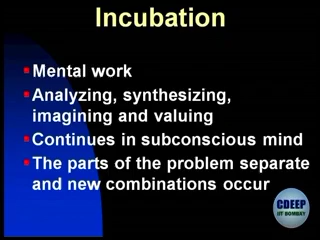 Incubation
Mental work
Analyzing, synthesizing,
imagining and valuing
Continues in subconscious mind
The parts of the problem separate
and new combinations occur
CDEEP
IIT BOMBAY